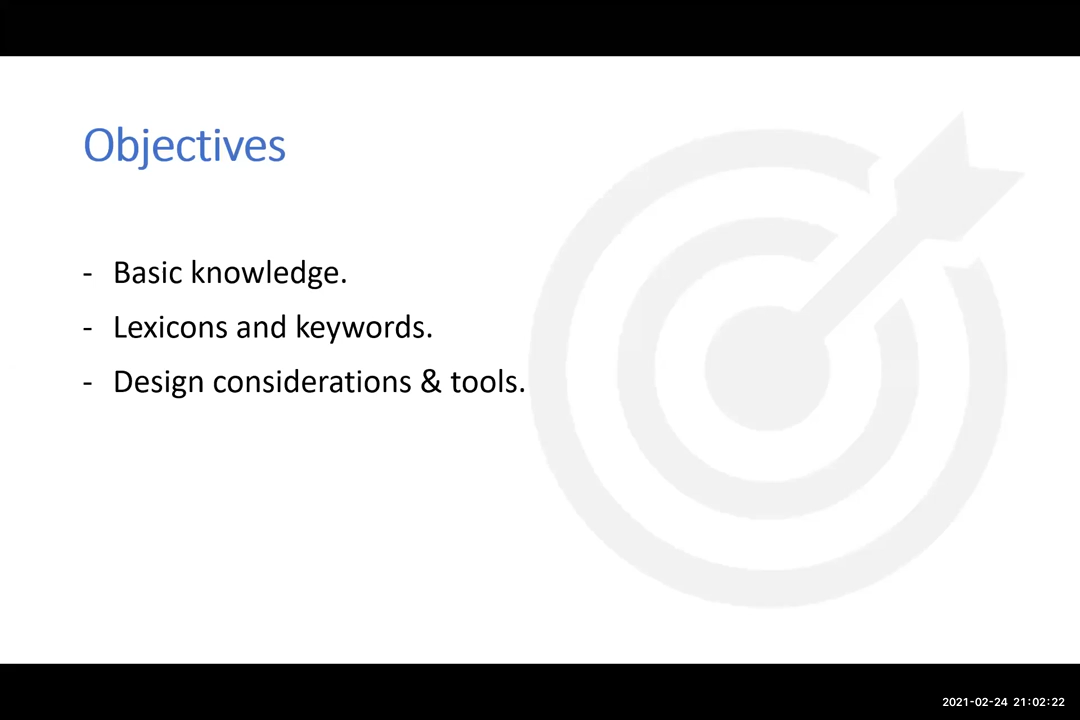 Objectives
- Basic knowledge.
- Lexicons and keywords.
- Design considerations & tools.
2021-02-24 21:02:22